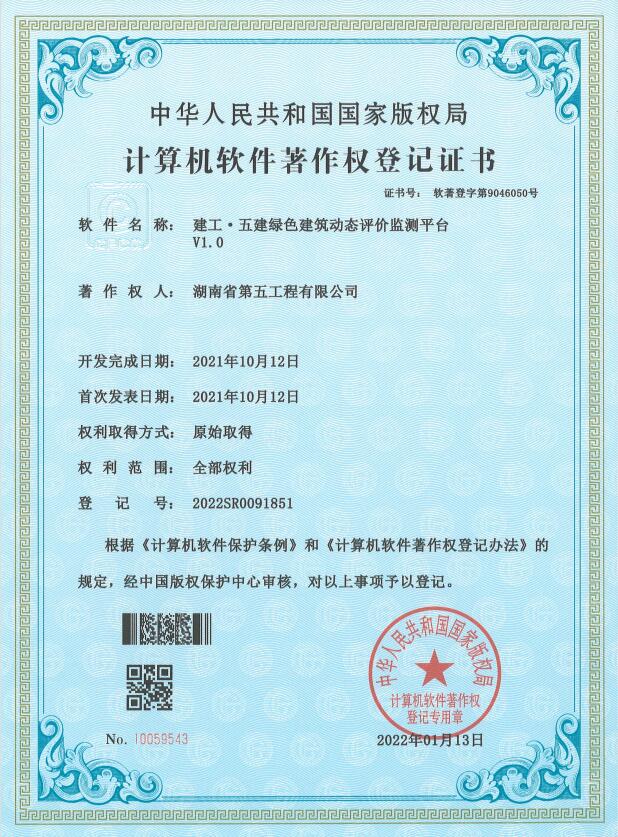 中华人民共和国国家版权局
计算机软件著作权登记证书
证书号： 软著登字第9046050号
软件名称： 建工·五建绿色建筑动态评价监测平台
V1.0
著作权人： 湖南省第五工程有限公司
开发完成日期： 2021年10月12日
首次发表日期： 2021年10月12日
权利取得方式： 原始取得
权利范围： 全部权利
登记号： 2022SR0091851
根据《计算机软件保护条例》和《计算机软件著作权登记办法》的
规定，经中国版权保护中心审核，对以上事项予以登记。
中华人民共和国国家版权局
计算机软件著作权
登记专用章
No. 10059543
2022年01月13日